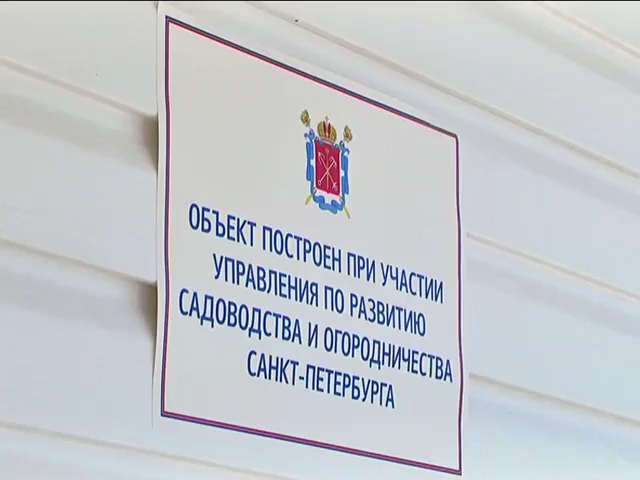 ОБЪЕКТ ПОСТРОЕН ПРИ УЧАСТИИ
УПРАВЛЕНИЯ ПО РАЗВИТИЮ
САДОВОДСТВА И ОГОРОДНИЧЕСТВА
САНКТ-ПЕТЕРБУРГА